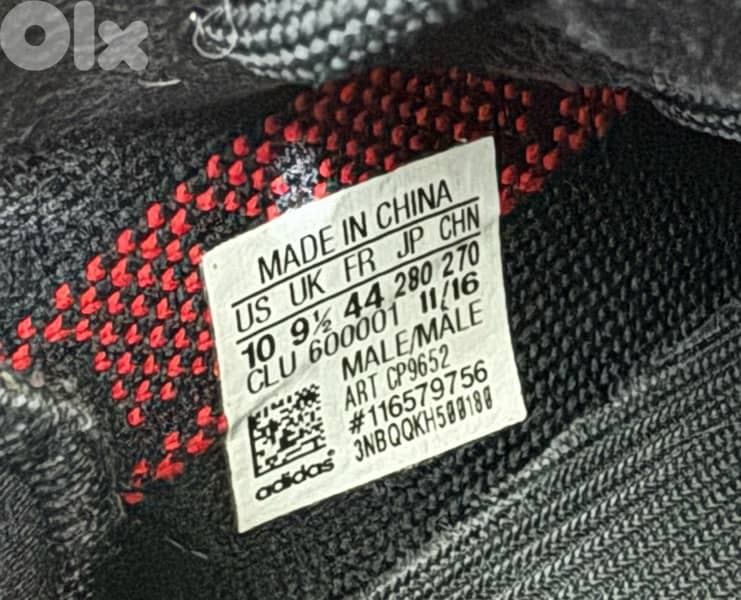 Olx
MADE IN CHINA
US UK FR JP CHN
10 9½ 44 280 270
CLU 600001 11/16
MALE/MÂLE
ART CP9652
#116579756
3NBQQKH500180
adidas